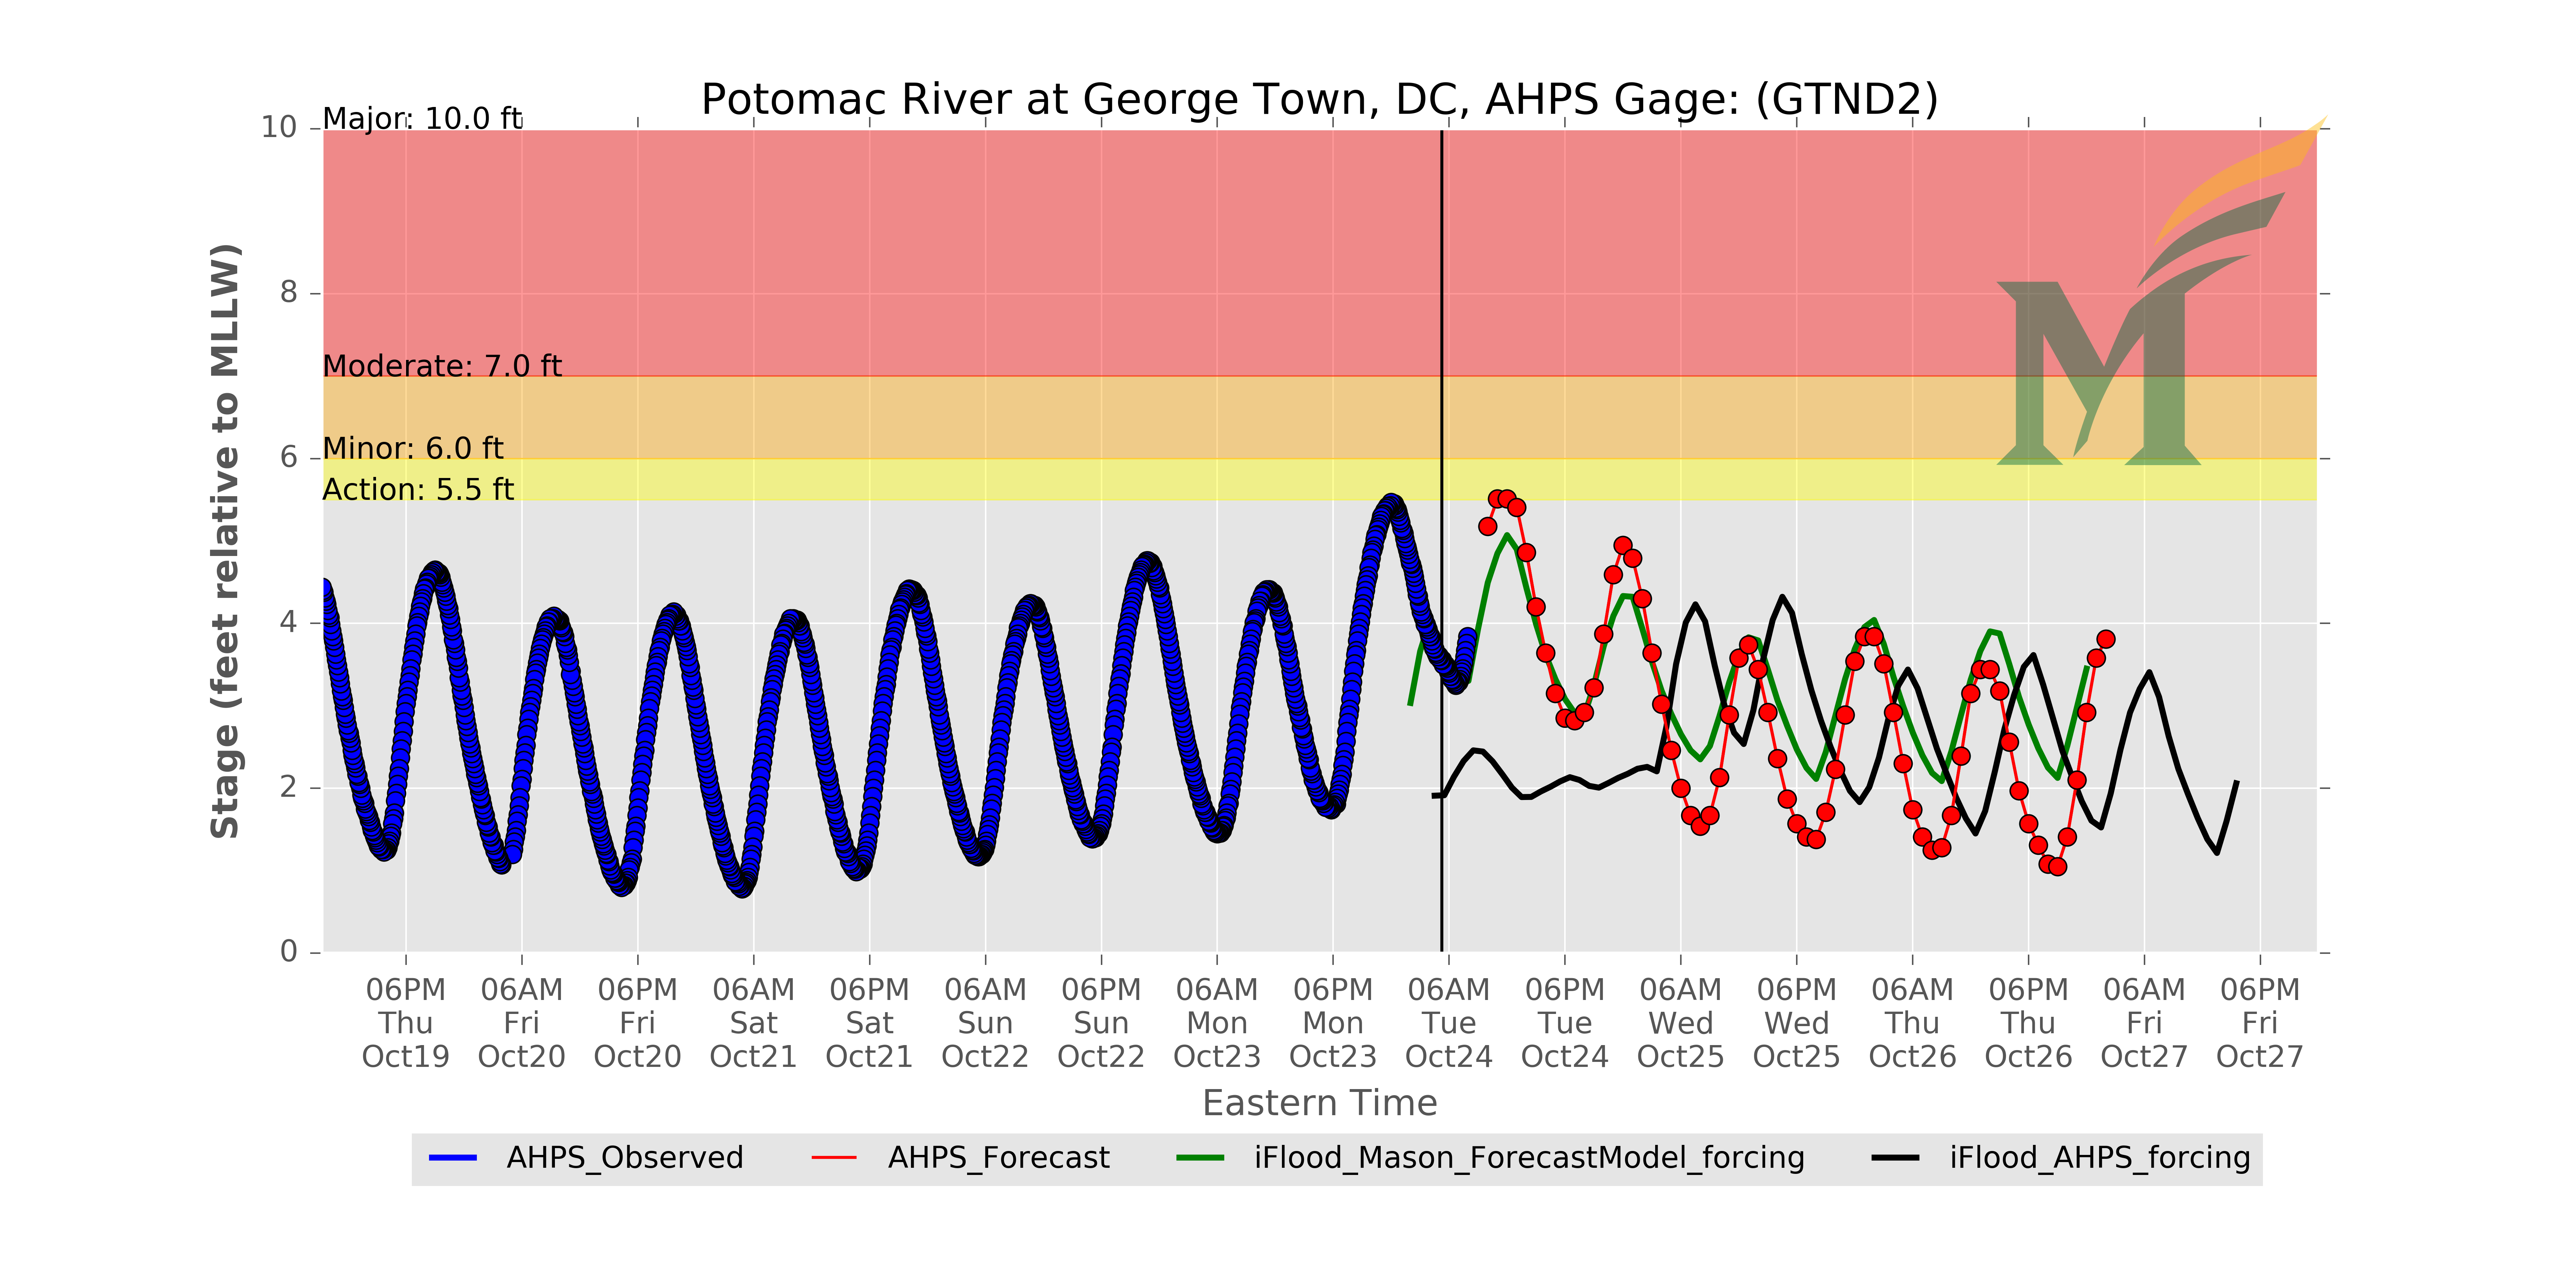 Potomac River at George Town, DC, AHPS Gage: (GTND2)
Major: 10.0 ft
Moderate: 7.0 ft
Minor: 6.0 ft
Action: 5.5 ft
10
8
6
4
2
0
Stage (feet relative to MLLW)
06PM 06AM 06PM 06AM 06PM 06AM 06PM 06AM 06PM 06AM 06PM 06AM 06PM 06AM 06PM 06AM 06PM
Thu Fri Fri Sat Sat Sun Sun Mon Mon Tue Tue Wed Wed Thu Thu Fri Fri
Oct19 Oct20 Oct20 Oct21 Oct21 Oct22 Oct22 Oct23 Oct23 Oct24 Oct24 Oct25 Oct25 Oct26 Oct26 Oct27 Oct27
Eastern Time
AHPS_Observed AHPS_Forecast iFlood_Mason_ForecastModel_forcing iFlood_AHPS_forcing